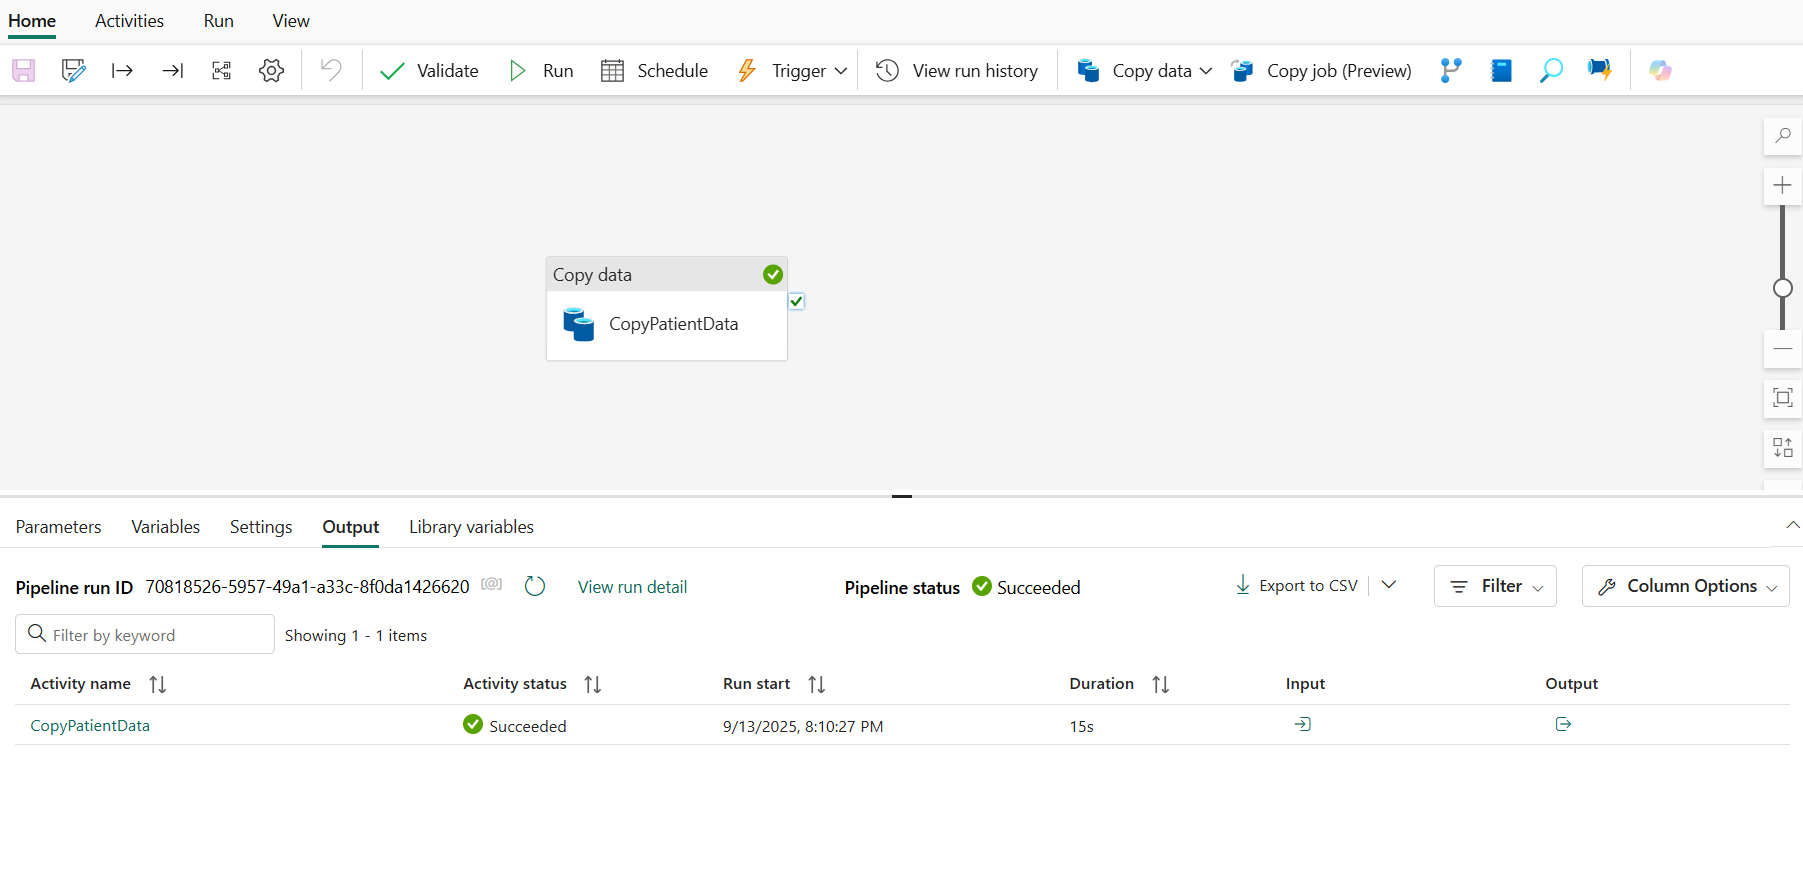 Home Activities Run View
Validate Run Schedule Trigger View run history Copy data Copy job (Preview)
Copy data
CopyPatientData
Parameters Variables Settings Output Library variables
Pipeline run ID 70818526-5957-49a1-a33c-8f0da1426620 [@] View run detail Pipeline status Succeeded Export to CSV Filter Column Options
Filter by keyword Showing 1 - 1 items
Activity name Activity status Run start Duration Input Output
CopyPatientData Succeeded 9/13/2025, 8:10:27 PM 15s